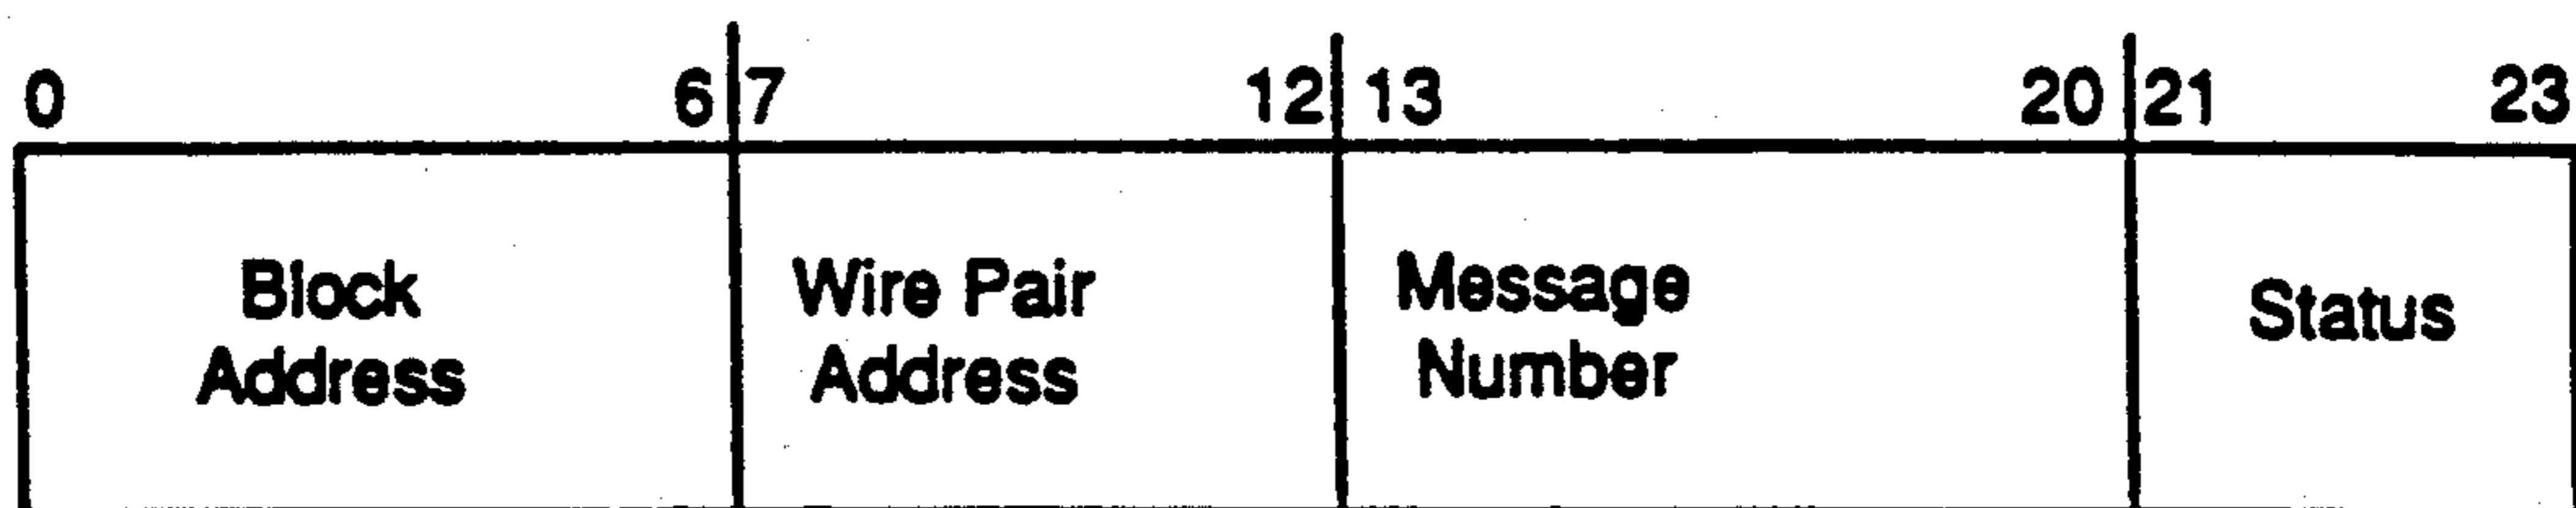 0 6 7 12 13 20 21 23
Block Address
Wire Pair Address
Message Number
Status